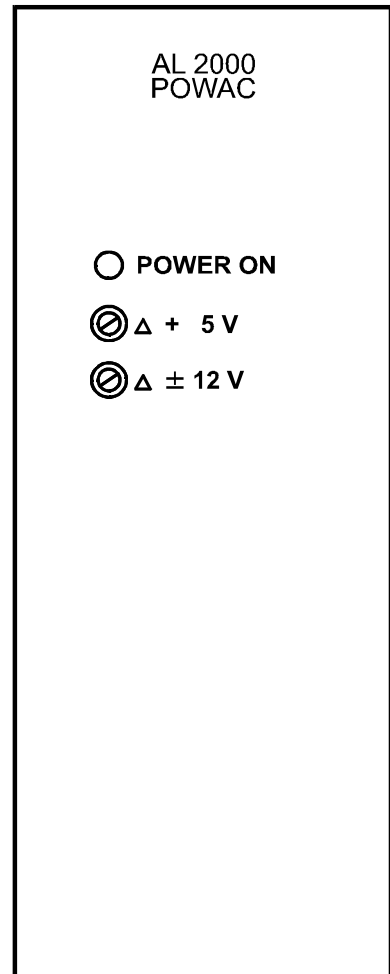 AL 2000
POWAC
POWER ON
Δ + 5 V
Δ ± 12 V